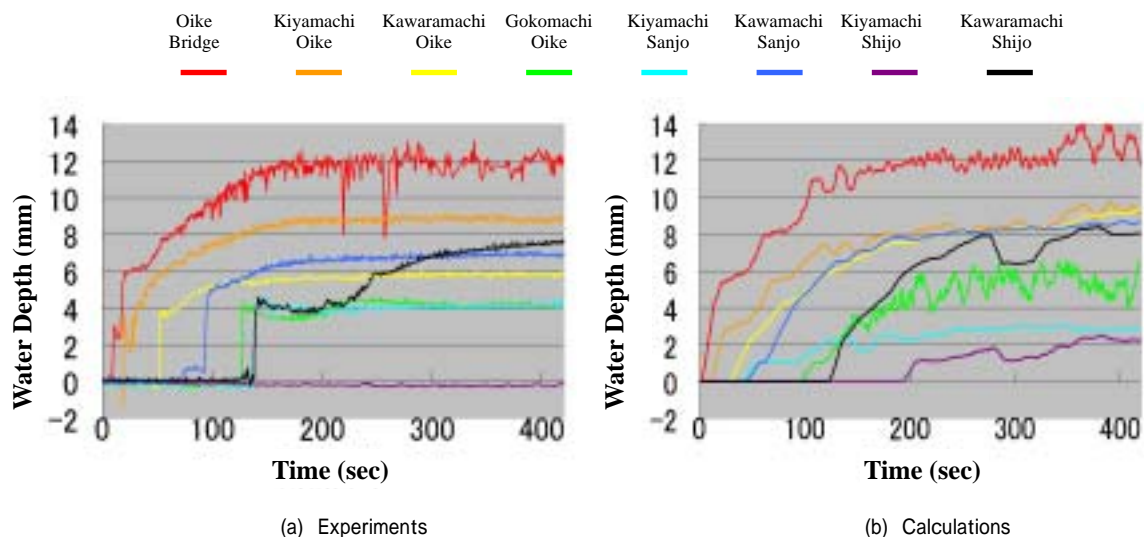 Oike Kiyamachi Kawaramachi Gokomachi Kiyamachi Kawamachi Kiyamachi Kawaramachi
Bridge Oike Oike Oike Sanjo Sanjo Shijo Shijo
Water Depth (mm)
14
12
10
8
6
4
2
0
-2
0 100 200 300 400
Time (sec)
(a) Experiments
Water Depth (mm)
14
12
10
8
6
4
2
0
-2
0 100 200 300 400
Time (sec)
(b) Calculations